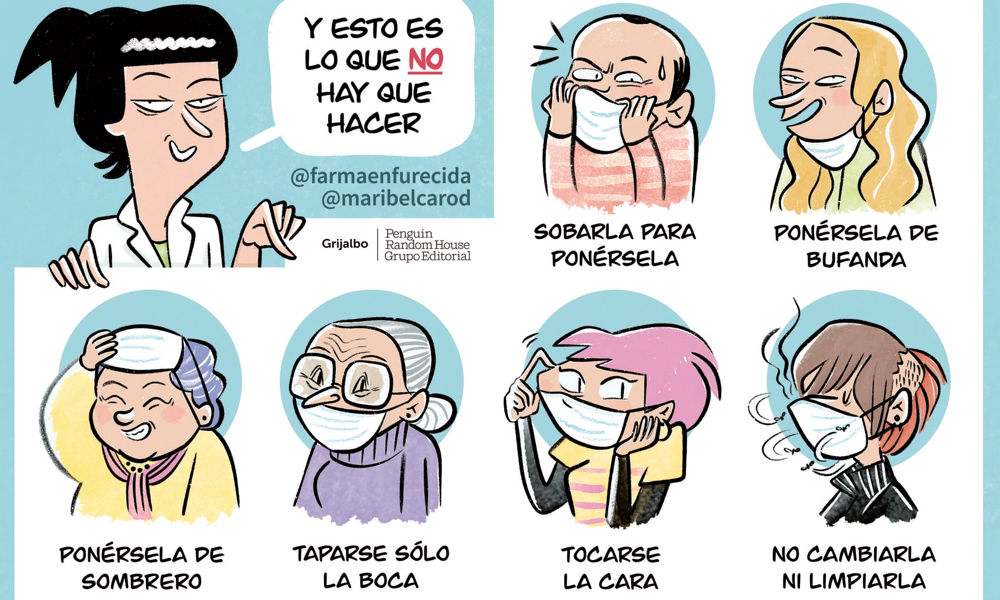 Y ESTO ES
LO QUE NO
HAY QUE
HACER
@farmaenfurecida
@maribelcarod
Grijalbo
Penguin
Random House
Grupo Editorial
SOBARLA PARA
PONÉRSELA
PONÉRSELA DE
BUFANDA
PONÉRSELA DE
SOMBRERO
TAPARSE SÓLO
LA BOCA
TOCARSE
LA CARA
NO CAMBIARLA
NI LIMPIARLA